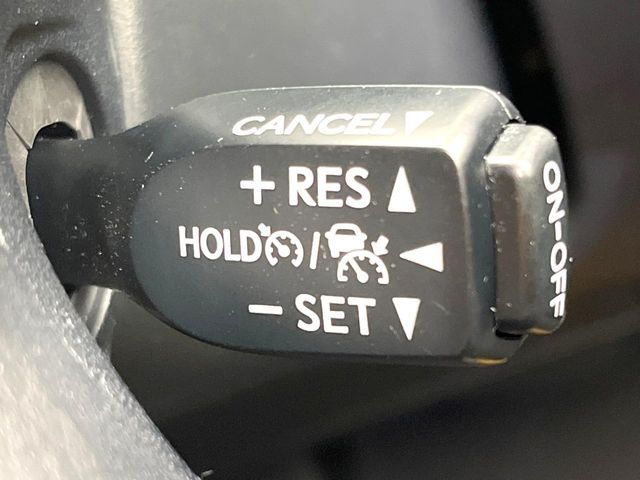 CANCEL▼
+ RES ▲
HOLD / ◀
- SET ▼
ON-OFF